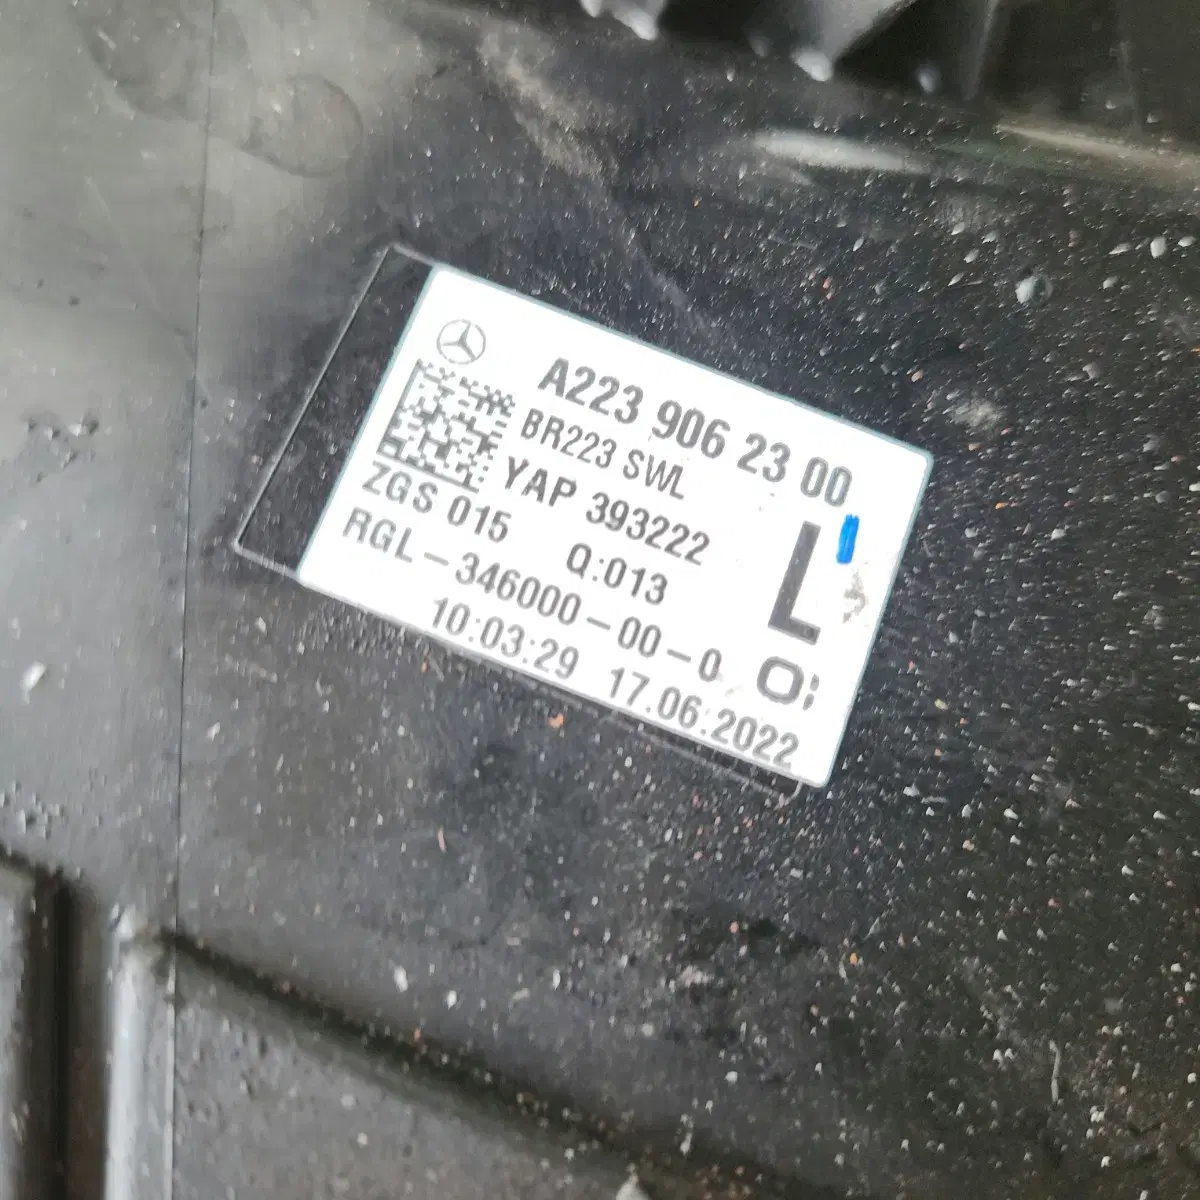 A223 906 23 00
BR223 SWL
YAP 393222
ZGS 015 Q:013
L
RGL-346000-00-0
10:03:29 17.06:2022